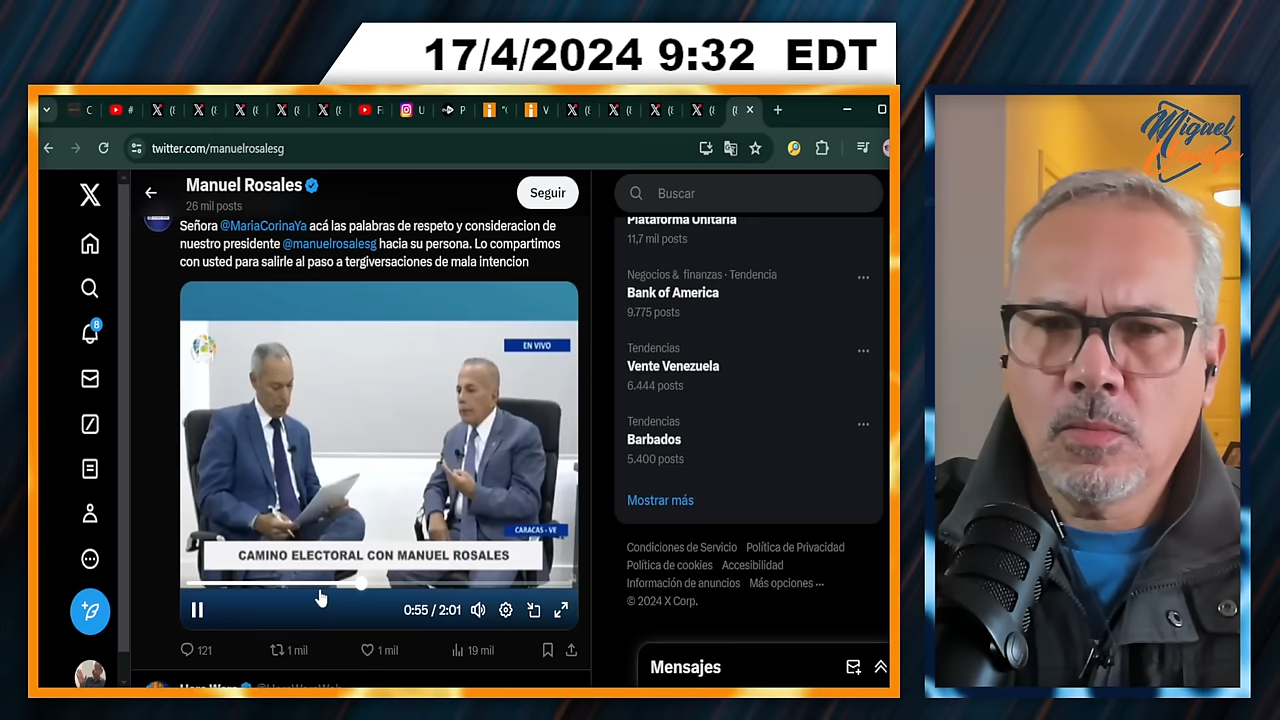 17/4/2024 9:32 EDT
twitter.com/manuelrosalesg
Manuel Rosales
26 mil posts
Seguir
Buscar
Señora @MariaCorinaYa acá las palabras de respeto y consideracion de
nuestro presidente @manuelrosalesg hacia su persona. Lo compartimos
con usted para salirle al paso a tergiversaciones de mala intencion
EN VIVO
CARACAS - VE
CAMINO ELECTORAL CON MANUEL ROSALES
0:55 / 2:01
121
1 mil
1 mil
19 mil
8
Plataforma Unitaria
11,7 mil posts
Negocios & finanzas · Tendencia
Bank of America
9.775 posts
Tendencias
Vente Venezuela
6.444 posts
Tendencias
Barbados
5.400 posts
Mostrar más
Condiciones de Servicio Política de Privacidad
Política de cookies Accesibilidad
Información de anuncios Más opciones ···
© 2024 X Corp.
Mensajes
Miguel